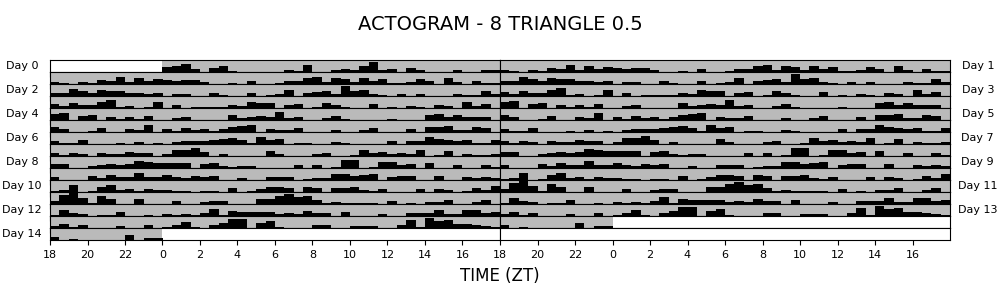 ACTOGRAM - 8 TRIANGLE 0.5
Day 0
Day 1
Day 2
Day 3
Day 4
Day 5
Day 6
Day 7
Day 8
Day 9
Day 10
Day 11
Day 12
Day 13
Day 14
18 20 22 0 2 4 6 8 10 12 14 16 18 20 22 0 2 4 6 8 10 12 14 16
TIME (ZT)